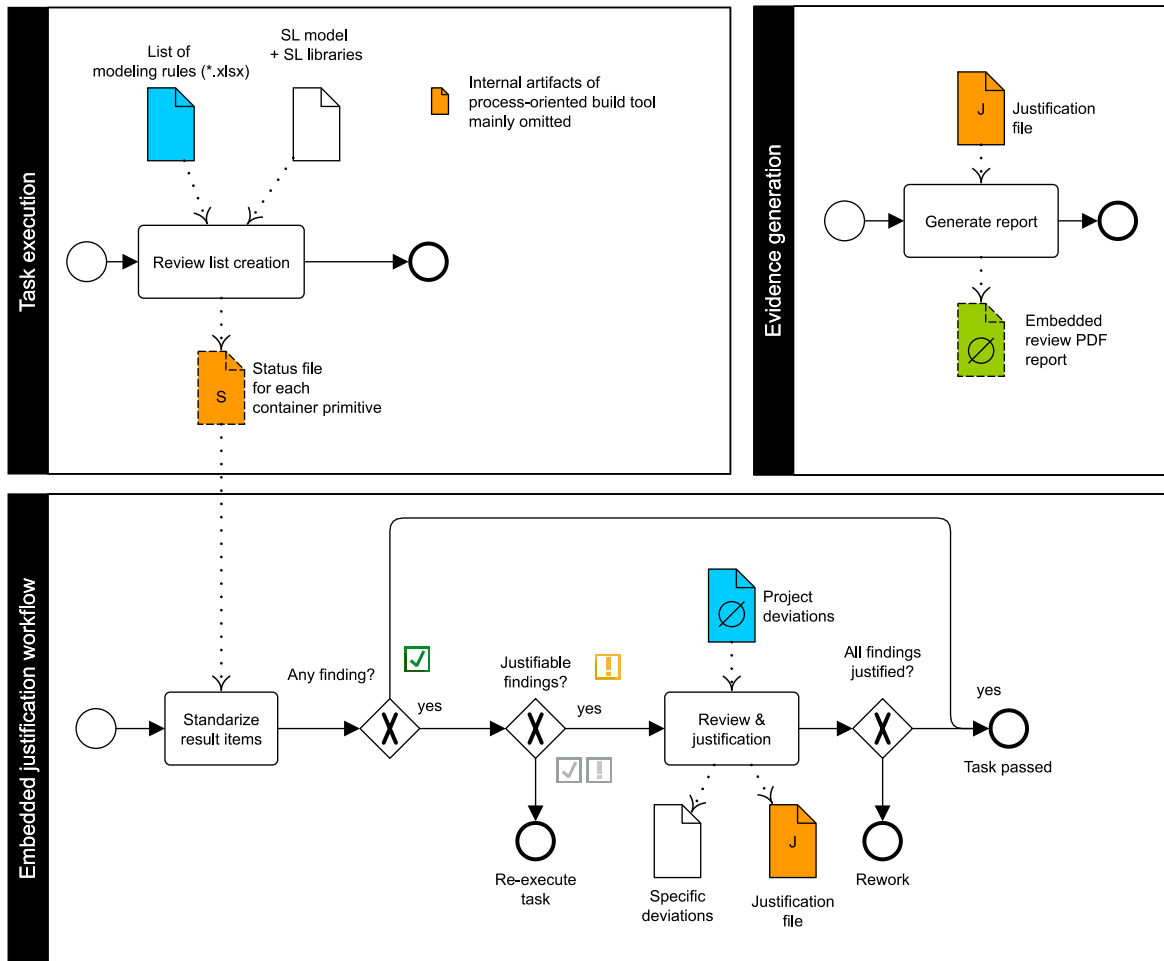 Task execution
List of
modeling rules (*.xlsx)
SL model
+ SL libraries
Internal artifacts of
process-oriented build tool
mainly omitted
Review list creation
S
Status file
for each
container primitive
Evidence generation
J
Justification
file
Generate report
Embedded
review PDF
report
Embedded justification workflow
Standarize
result items
Any finding?
yes
Justifiable
findings?
yes
Re-execute
task
Project
deviations
Review &
justification
Specific
deviations
J
Justification
file
All findings
justified?
yes
Task passed
Rework